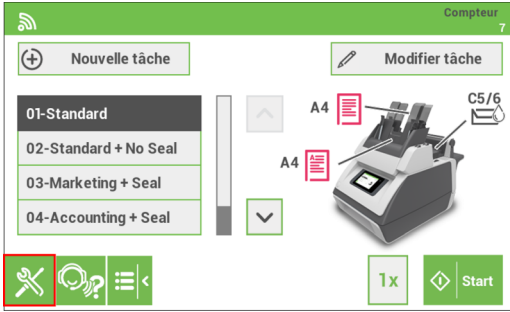 Compteur
7
Nouvelle tâche
Modifier tâche
01-Standard
02-Standard + No Seal
03-Marketing + Seal
04-Accounting + Seal
A4
C5/6
A4
1x
Start